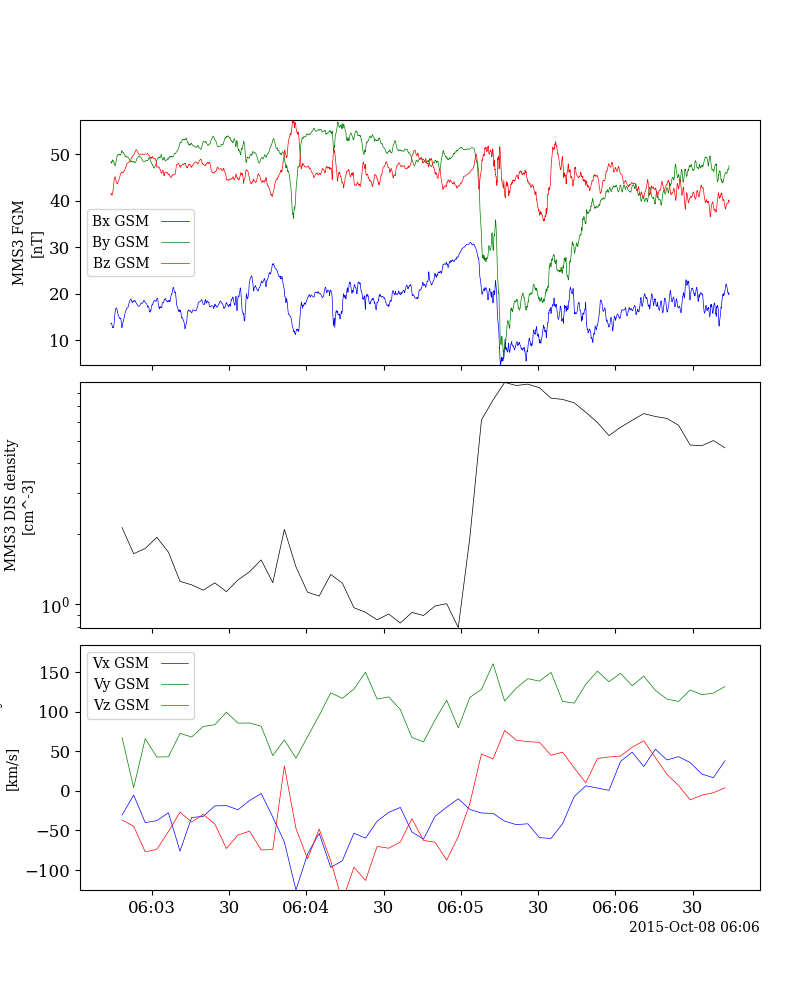 MMS3 FGM
[nT]
50
40
30
20
10
Bx GSM
By GSM
Bz GSM
MMS3 DIS density
[cm^-3]
10^0
[km/s]
150
100
50
0
−50
−100
Vx GSM
Vy GSM
Vz GSM
06:03 30 06:04 30 06:05 30 06:06 30
2015-Oct-08 06:06